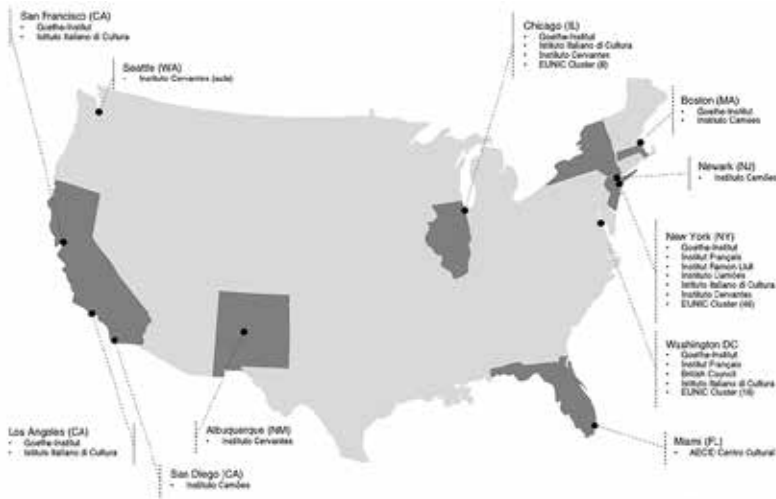 San Francisco (CA)
• Goethe-Institut
• Istituto Italiano di Cultura
Seattle (WA)
• Instituto Cervantes (aula)
Chicago (IL)
• Goethe-Institut
• Istituto Italiano di Cultura
• Instituto Cervantes
• EUNIC Cluster (8)
Boston (MA)
• Goethe-Institut
• Instituto Camões
Newark (NJ)
• Instituto Camões
New York (NY)
• Goethe-Institut
• Institut Français
• Institut Ramon Llull
• Instituto Camões
• Istituto Italiano di Cultura
• Instituto Cervantes
• EUNIC Cluster
Washington DC
• Goethe-Institut
• Institut Français
• British Council
• Istituto Italiano di Cultura
• EUNIC Cluster
Los Angeles (CA)
• Goethe-Institut
• Istituto Italiano di Cultura
Albuquerque (NM)
• Instituto Cervantes
San Diego (CA)
• Instituto Camões
Miami (FL)
• AECID Centro Cultural